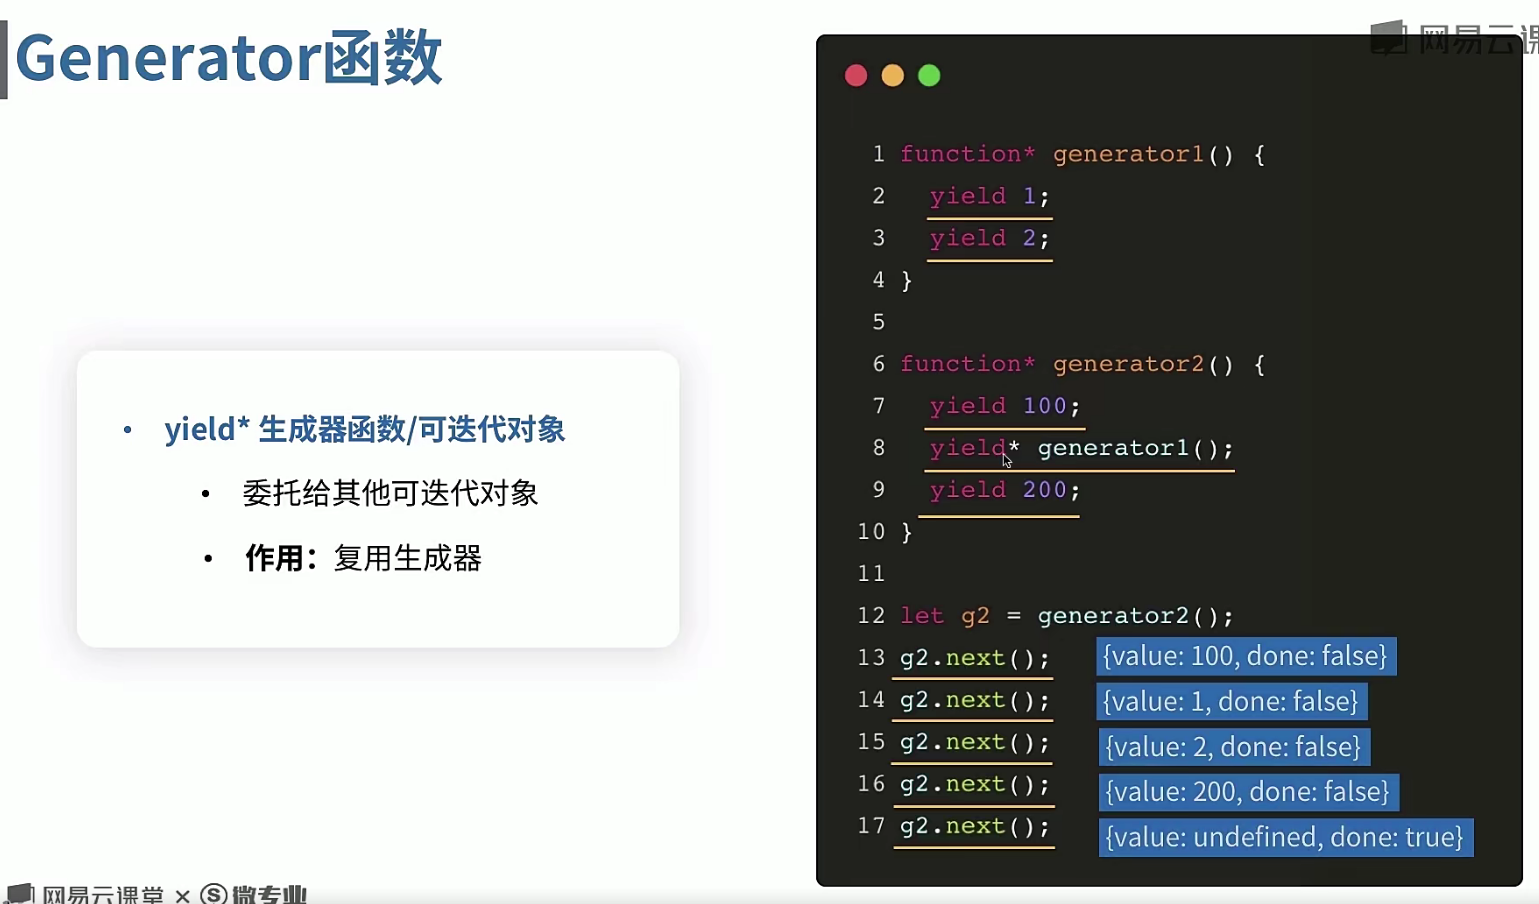 Generator函数
网易云课
• yield* 生成器函数/可迭代对象
• 委托给其他可迭代对象
• 作用：复用生成器
1 function* generator1() {
2 yield 1;
3 yield 2;
4 }
5
6 function* generator2() {
7 yield 100;
8 yield* generator1();
9 yield 200;
10 }
11
12 let g2 = generator2();
13 g2.next(); {value: 100, done: false}
14 g2.next(); {value: 1, done: false}
15 g2.next(); {value: 2, done: false}
16 g2.next(); {value: 200, done: false}
17 g2.next(); {value: undefined, done: true}
网易云课堂 × S 微专业